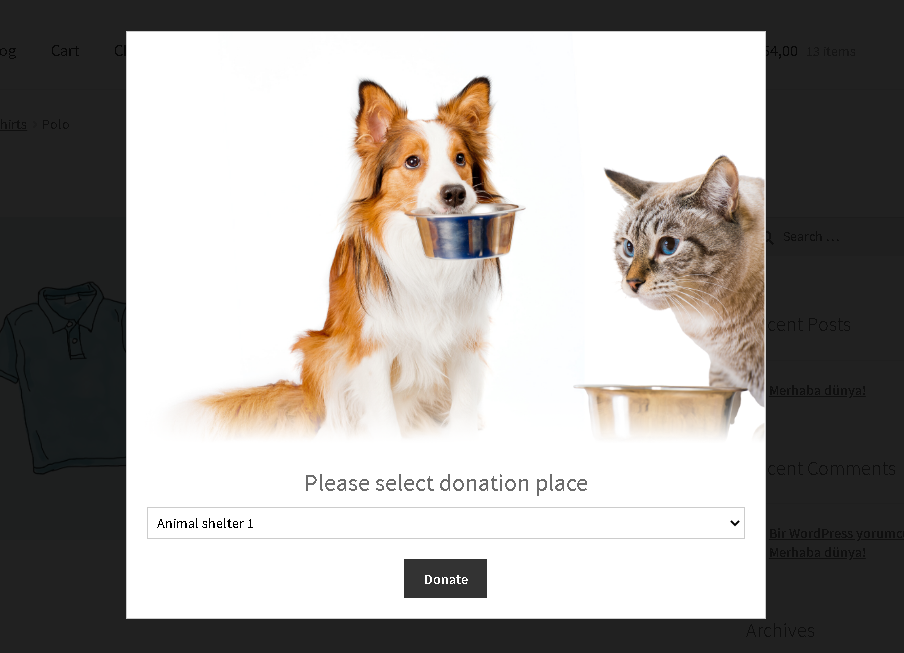 og Cart
54,00 13 items
hirts › Polo
Search …
cent Posts
Merhaba dünya!
cent Comments
Bir WordPress yorumc
Merhaba dünya!
Archives
Please select donation place
Animal shelter 1
Donate